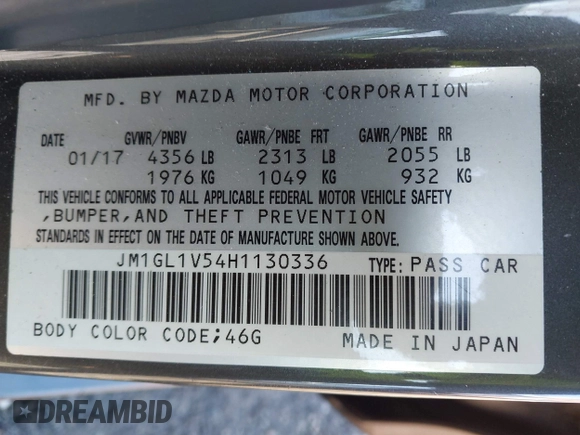 MFD. BY MAZDA MOTOR CORPORATION
DATE GVWR/PNBV GAWR/PNBE FRT GAWR/PNBE RR
01/17 4356 LB 2313 LB 2055 LB
1976 KG 1049 KG 932 KG
THIS VEHICLE CONFORMS TO ALL APPLICABLE FEDERAL MOTOR VEHICLE SAFETY
,BUMPER,AND THEFT PREVENTION
STANDARDS IN EFFECT ON THE DATE OF MANUFACTURE SHOWN ABOVE.
JM1GL1V54H1130336 TYPE: PASS CAR
BODY COLOR CODE;46G MADE IN JAPAN
DREAMBID